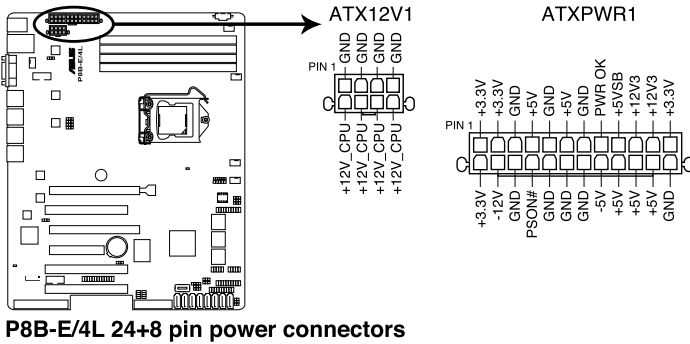 ATX12V1
ATXPWR1
GND
GND
GND
GND
PIN 1
+12V_CPU
+12V_CPU
+12V_CPU
+12V_CPU
+3.3V
+3.3V
GND
+5V
GND
+5V
GND
PWR OK
+5VSB
+12V3
+12V3
+3.3V
PIN 1
+3.3V
-12V
GND
PSON#
GND
GND
GND
-5V
+5V
+5V
+5V
GND
ASUS
P8B-E/4L
P8B-E/4L 24+8 pin power connectors